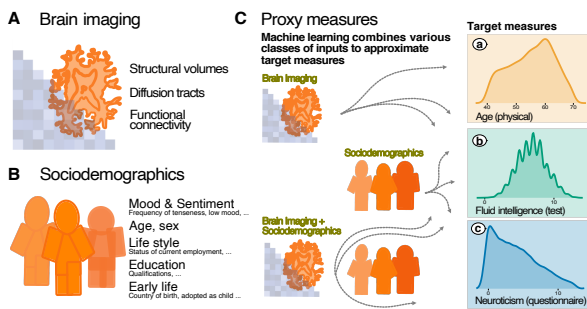 A Brain imaging
Structural volumes
Diffusion tracts
Functional
connectivity
B Sociodemographics
Mood & Sentiment
Frequency of tenseness, low mood, ...
Age, sex
Life style
Status of current employment, ...
Education
Qualifications, ...
Early life
Country of birth, adopted as child ...
C Proxy measures
Machine learning combines various
classes of inputs to approximate
target measures
Brain Imaging
Sociodemographics
Brain Imaging +
Sociodemographics
Target measures
a
40 50 60 70
Age (physical)
b
0 10
Fluid intelligence (test)
c
0 10
Neuroticism (questionnaire)